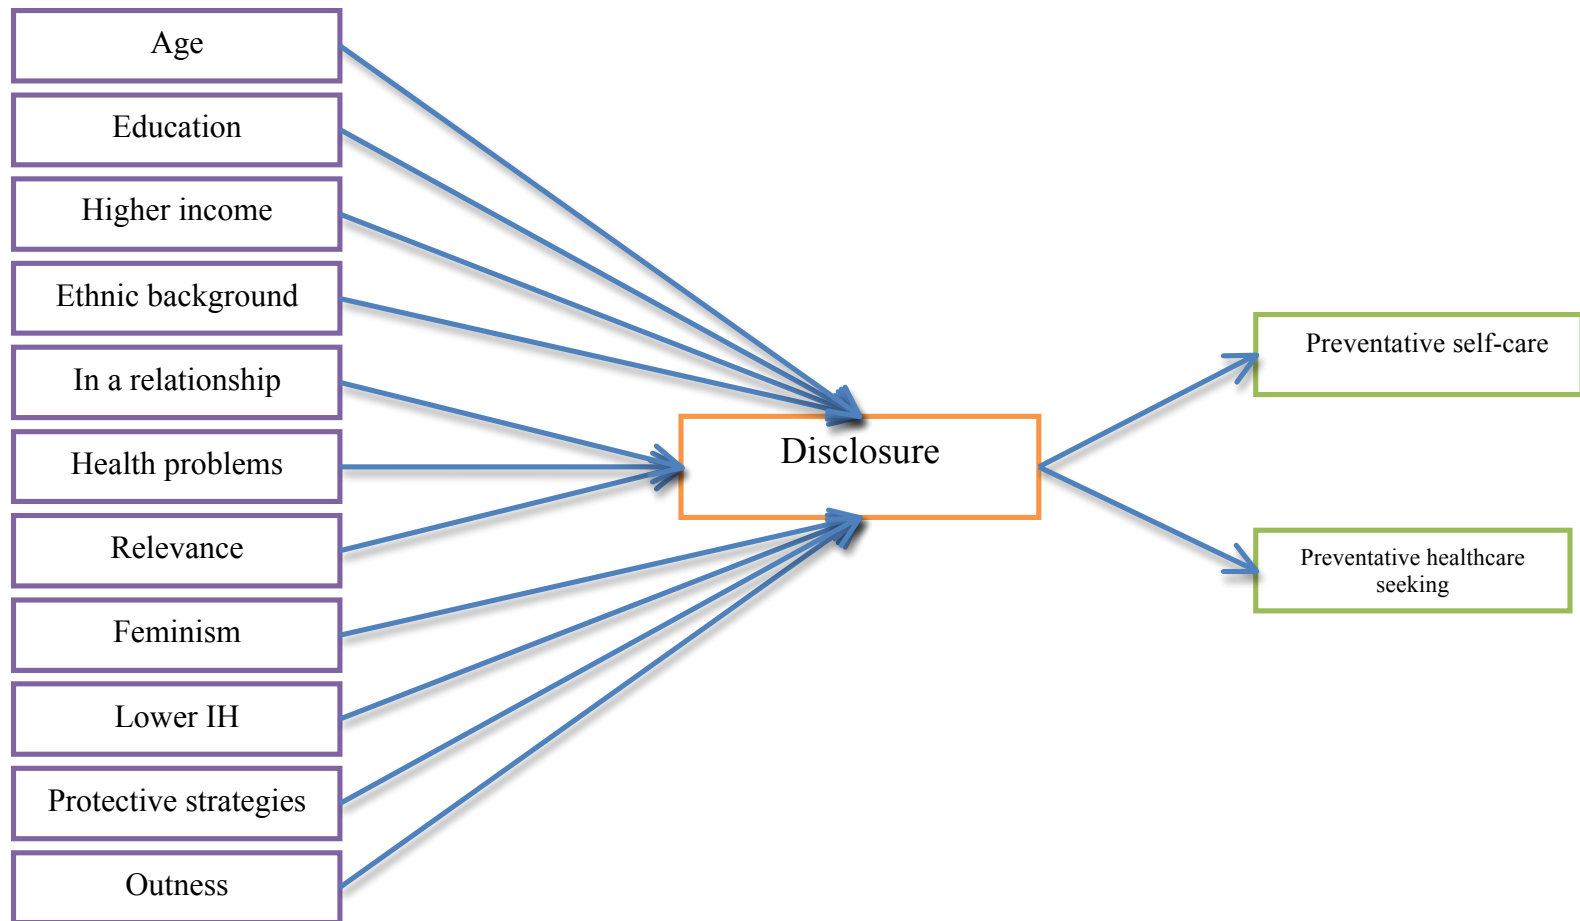 Age
Education
Higher income
Ethnic background
In a relationship
Health problems
Relevance
Feminism
Lower IH
Protective strategies
Outness
Disclosure
Preventative self-care
Preventative healthcare
seeking